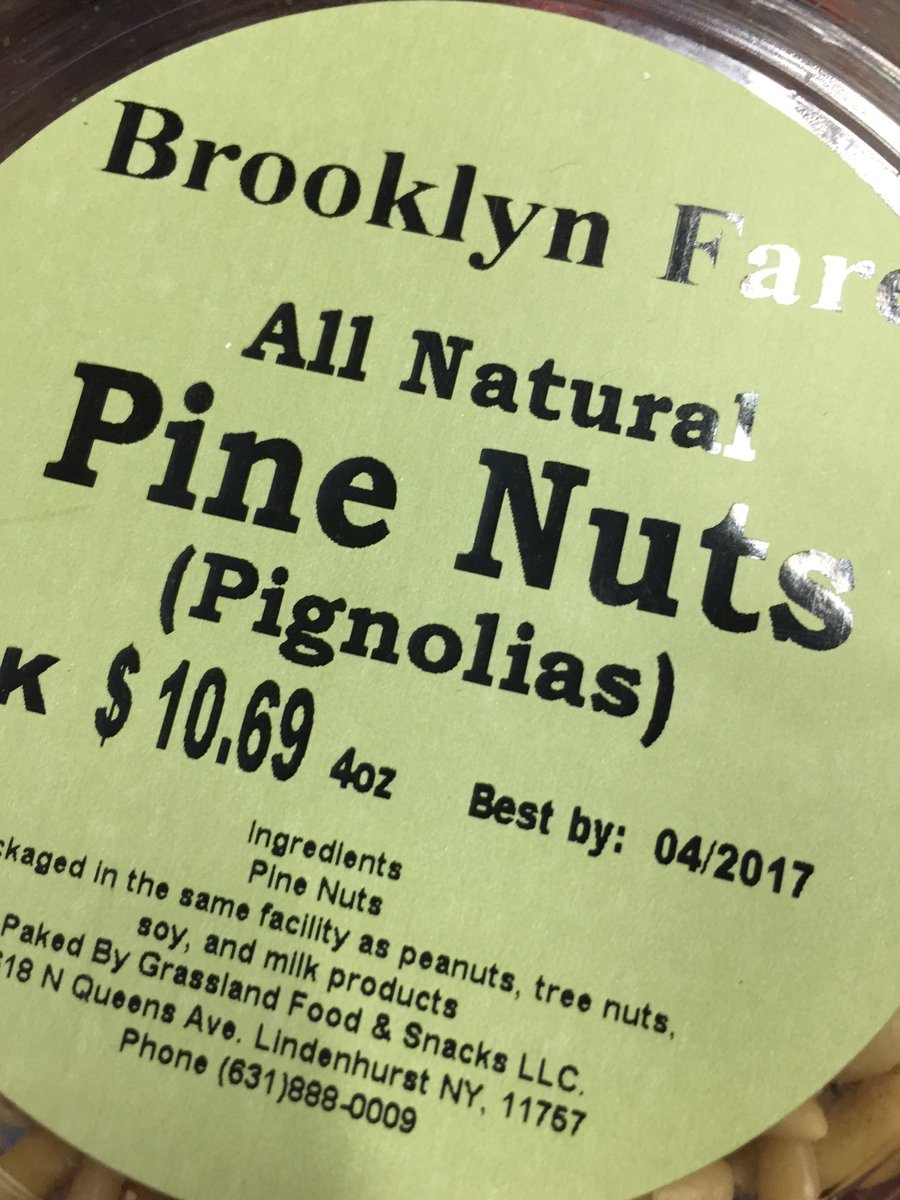 Brooklyn Fare
All Natural
Pine Nuts
(Pignolias)
K $ 10.69 4oz Best by: 04/2017
Ingredients
Pine Nuts
ckaged in the same facility as peanuts, tree nuts,
soy, and milk products
Paked By Grassland Food & Snacks LLC.
618 N Queens Ave. Lindenhurst NY, 11757
Phone (631)888-0009